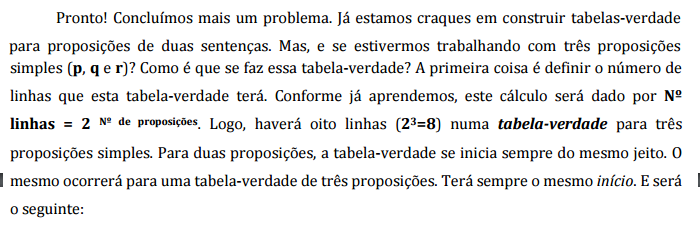 Pronto! Concluímos mais um problema. Já estamos craques em construir tabelas-verdade
para proposições de duas sentenças. Mas, e se estivermos trabalhando com três proposições
simples (p, q e r)? Como é que se faz essa tabela-verdade? A primeira coisa é definir o número de
linhas que esta tabela-verdade terá. Conforme já aprendemos, este cálculo será dado por Nº
linhas = 2 Nº de proposições. Logo, haverá oito linhas (2³=8) numa tabela-verdade para três
proposições simples. Para duas proposições, a tabela-verdade se inicia sempre do mesmo jeito. O
mesmo ocorrerá para uma tabela-verdade de três proposições. Terá sempre o mesmo início. E será
o seguinte: